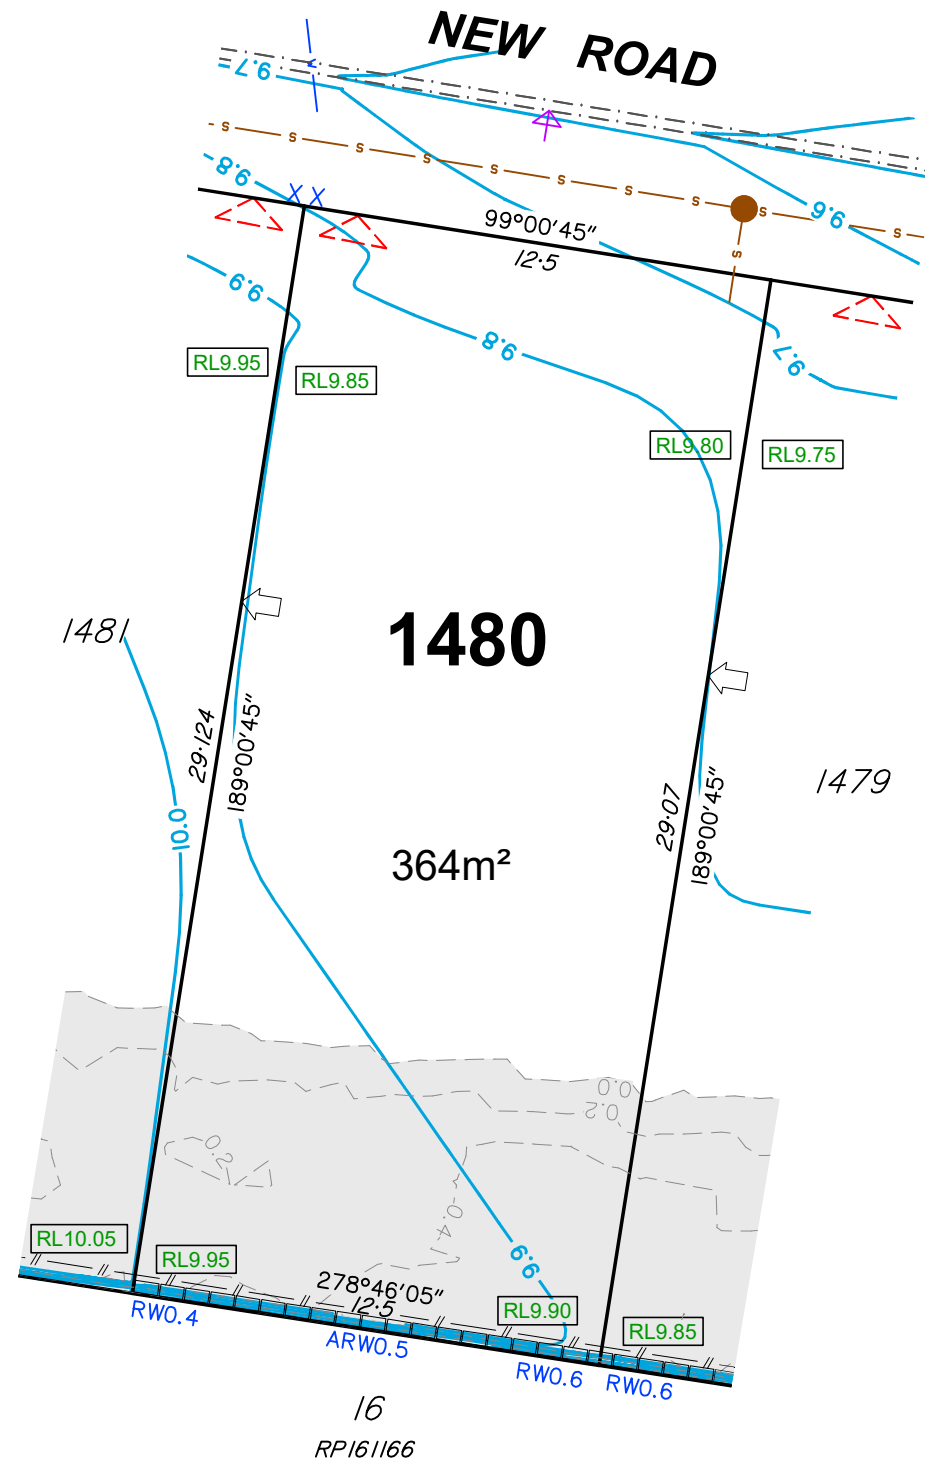 NEW ROAD
9.7
s s s s s s s s s s
9.8
X X
9.6
99°00'45"
12·5
9.9
9.8
9.7
RL9.95
RL9.85
RL9.80
RL9.75
1480
1481
1479
29·124
189°00'45"
29·07
189°00'45"
10.0
364m²
0.0
0.2
0.2
0.4
9.9
RL10.05
RL9.95
278°46'05"
12·5
RL9.90
RL9.85
RW0.4
ARW0.5
RW0.6
RW0.6
16
RP161166